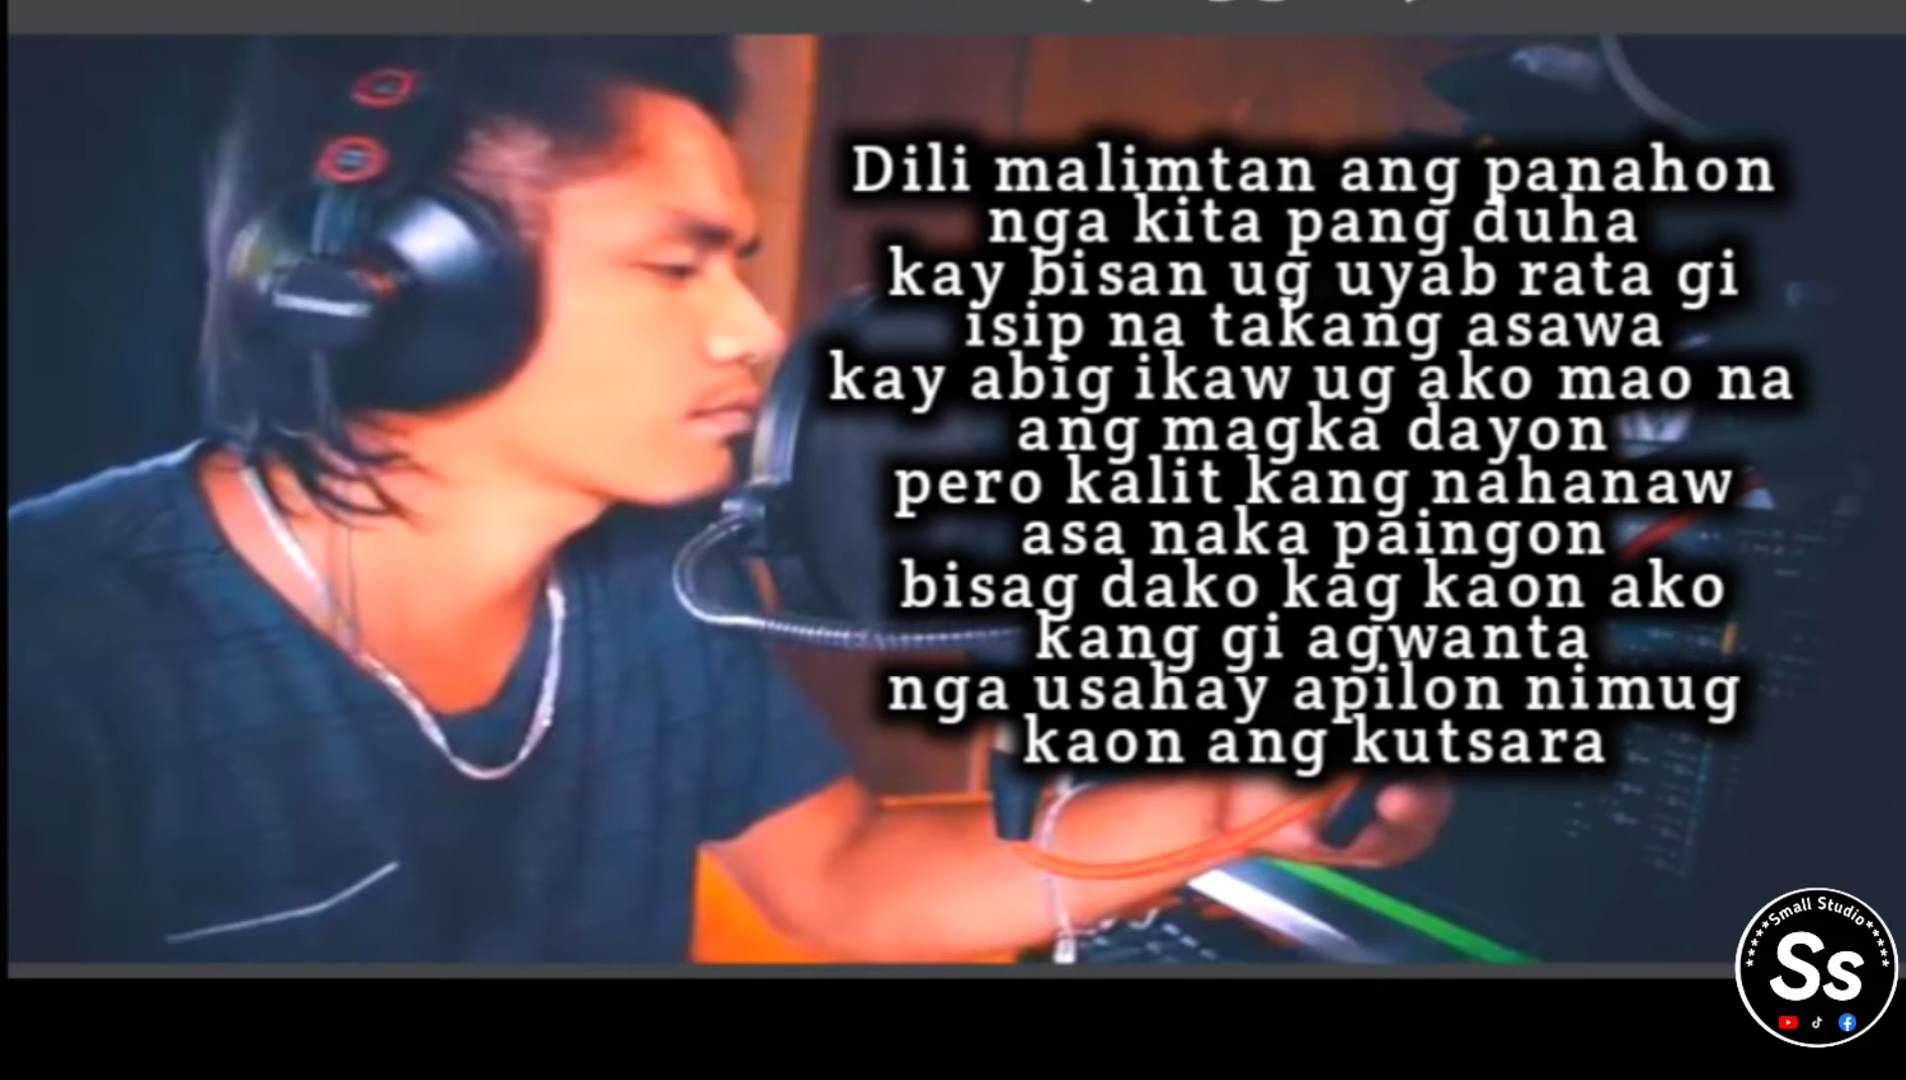 Dili malimtan ang panahon
nga kita pang duha
kay bisan ug uyab rata gi
isip na takang asawa
kay abig ikaw ug ako mao na
ang magka dayon
pero kalit kang nahanaw
asa naka paingon
bisag dako kag kaon ako
kang gi agwanta
nga usahay apilon nimug
kaon ang kutsara
*****Small Studio*****
Ss